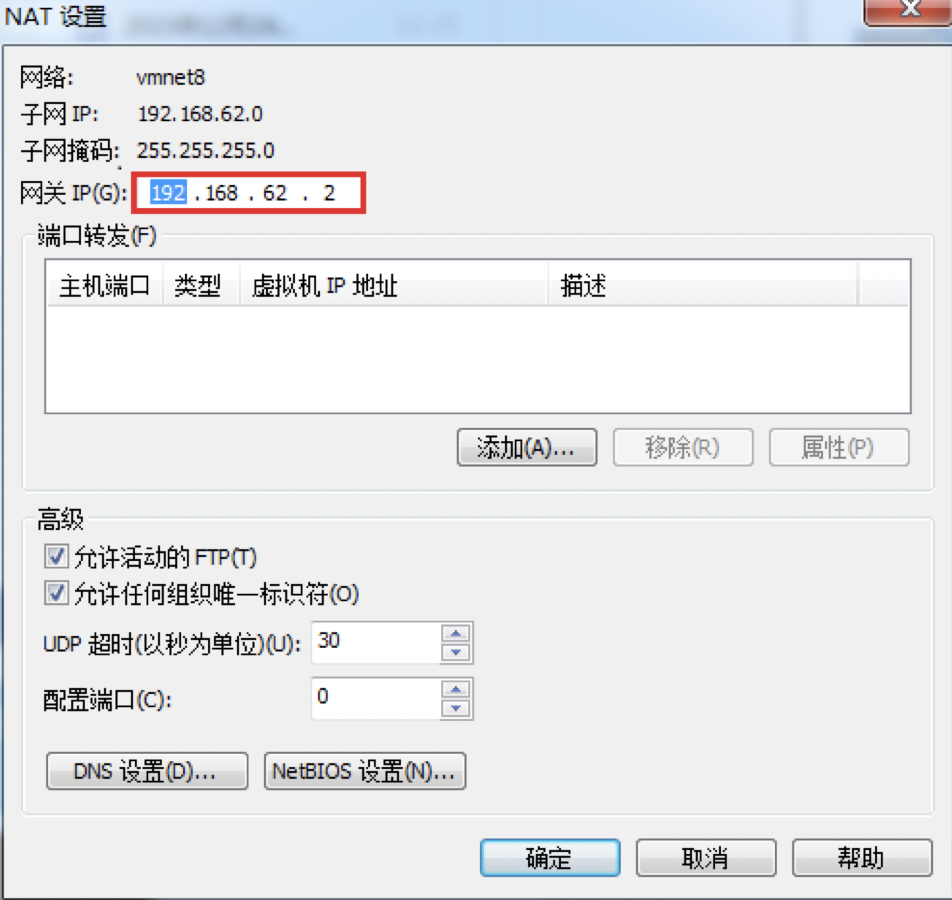 NAT 设置
网络: vmnet8
子网 IP: 192.168.62.0
子网掩码: 255.255.255.0
网关 IP(G): 192 . 168 . 62 . 2
端口转发(F)
主机端口 类型 虚拟机 IP 地址 描述
添加(A)... 移除(R) 属性(P)
高级
允许活动的 FTP(T)
允许任何组织唯一标识符(O)
UDP 超时(以秒为单位)(U): 30
配置端口(C): 0
DNS 设置(D)... NetBIOS 设置(N)...
确定 取消 帮助